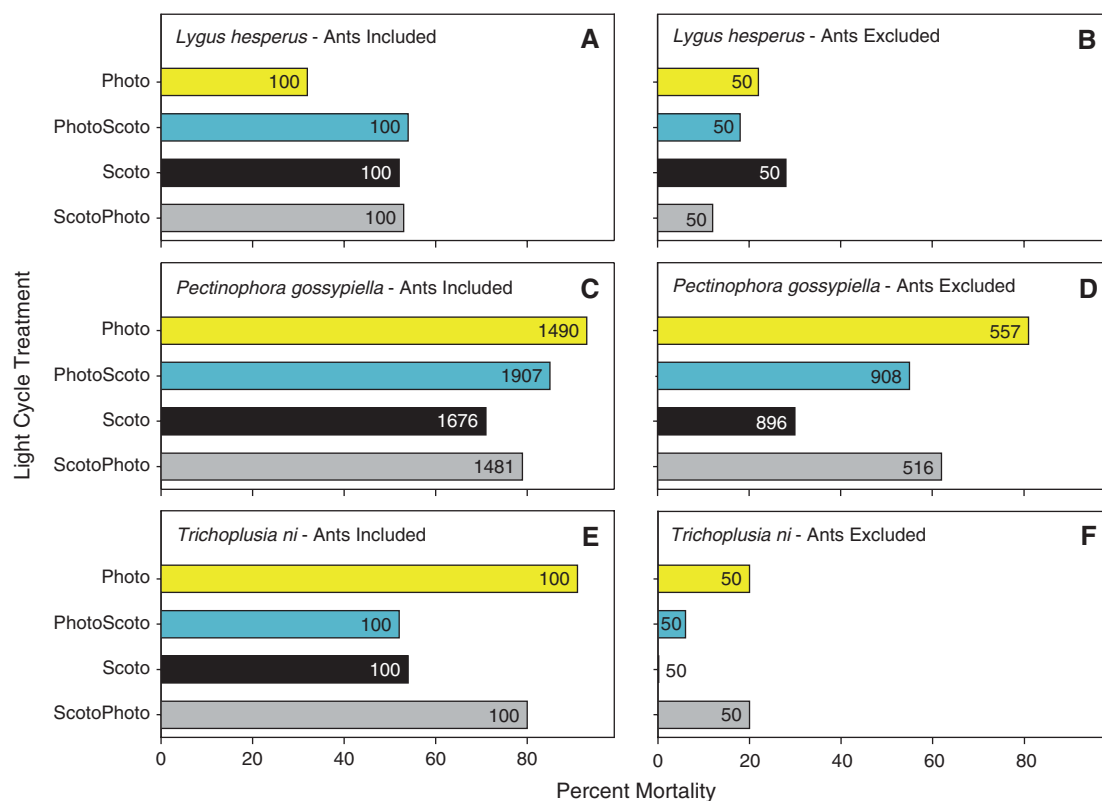 Lygus hesperus - Ants Included
A
Photo
100
PhotoScoto
100
Scoto
100
ScotoPhoto
100
Lygus hesperus - Ants Excluded
B
50
50
50
50
Pectinophora gossypiella - Ants Included
C
Photo
1490
PhotoScoto
1907
Scoto
1676
ScotoPhoto
1481
Pectinophora gossypiella - Ants Excluded
D
557
908
896
516
Trichoplusia ni - Ants Included
E
Photo
100
PhotoScoto
100
Scoto
100
ScotoPhoto
100
0 20 40 60 80
Trichoplusia ni - Ants Excluded
F
50
50
50
50
0 20 40 60 80
Light Cycle Treatment
Percent Mortality